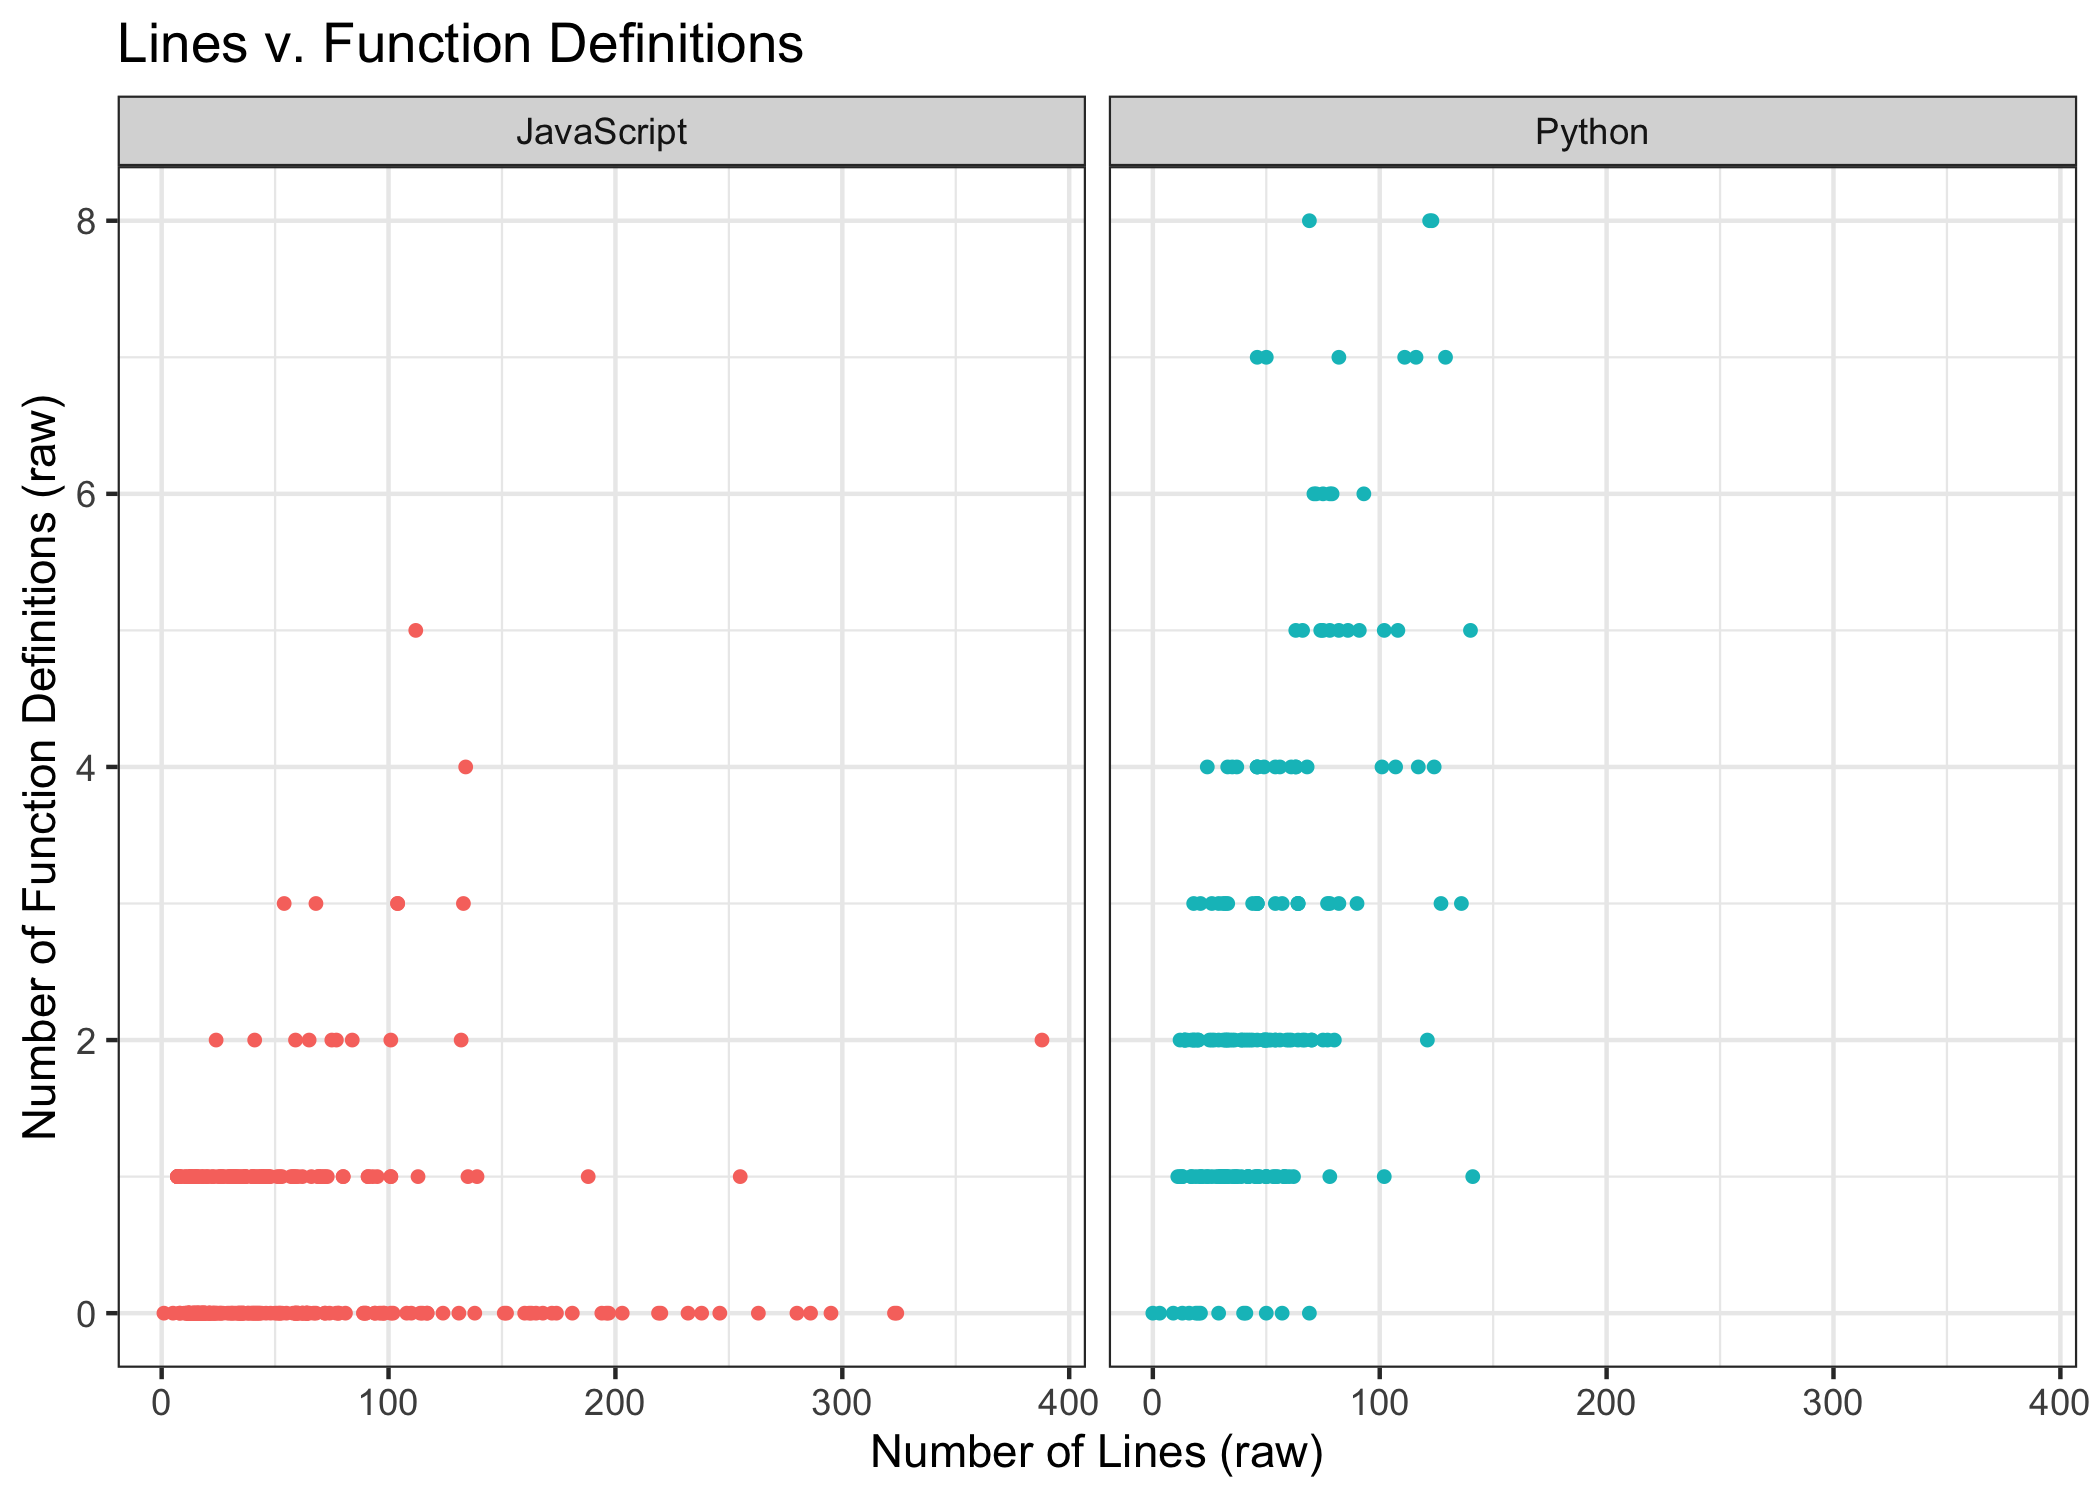 Lines v. Function Definitions
JavaScript
Python
Number of Function Definitions (raw)
8
6
4
2
0
0 100 200 300 400
0 100 200 300 400
Number of Lines (raw)